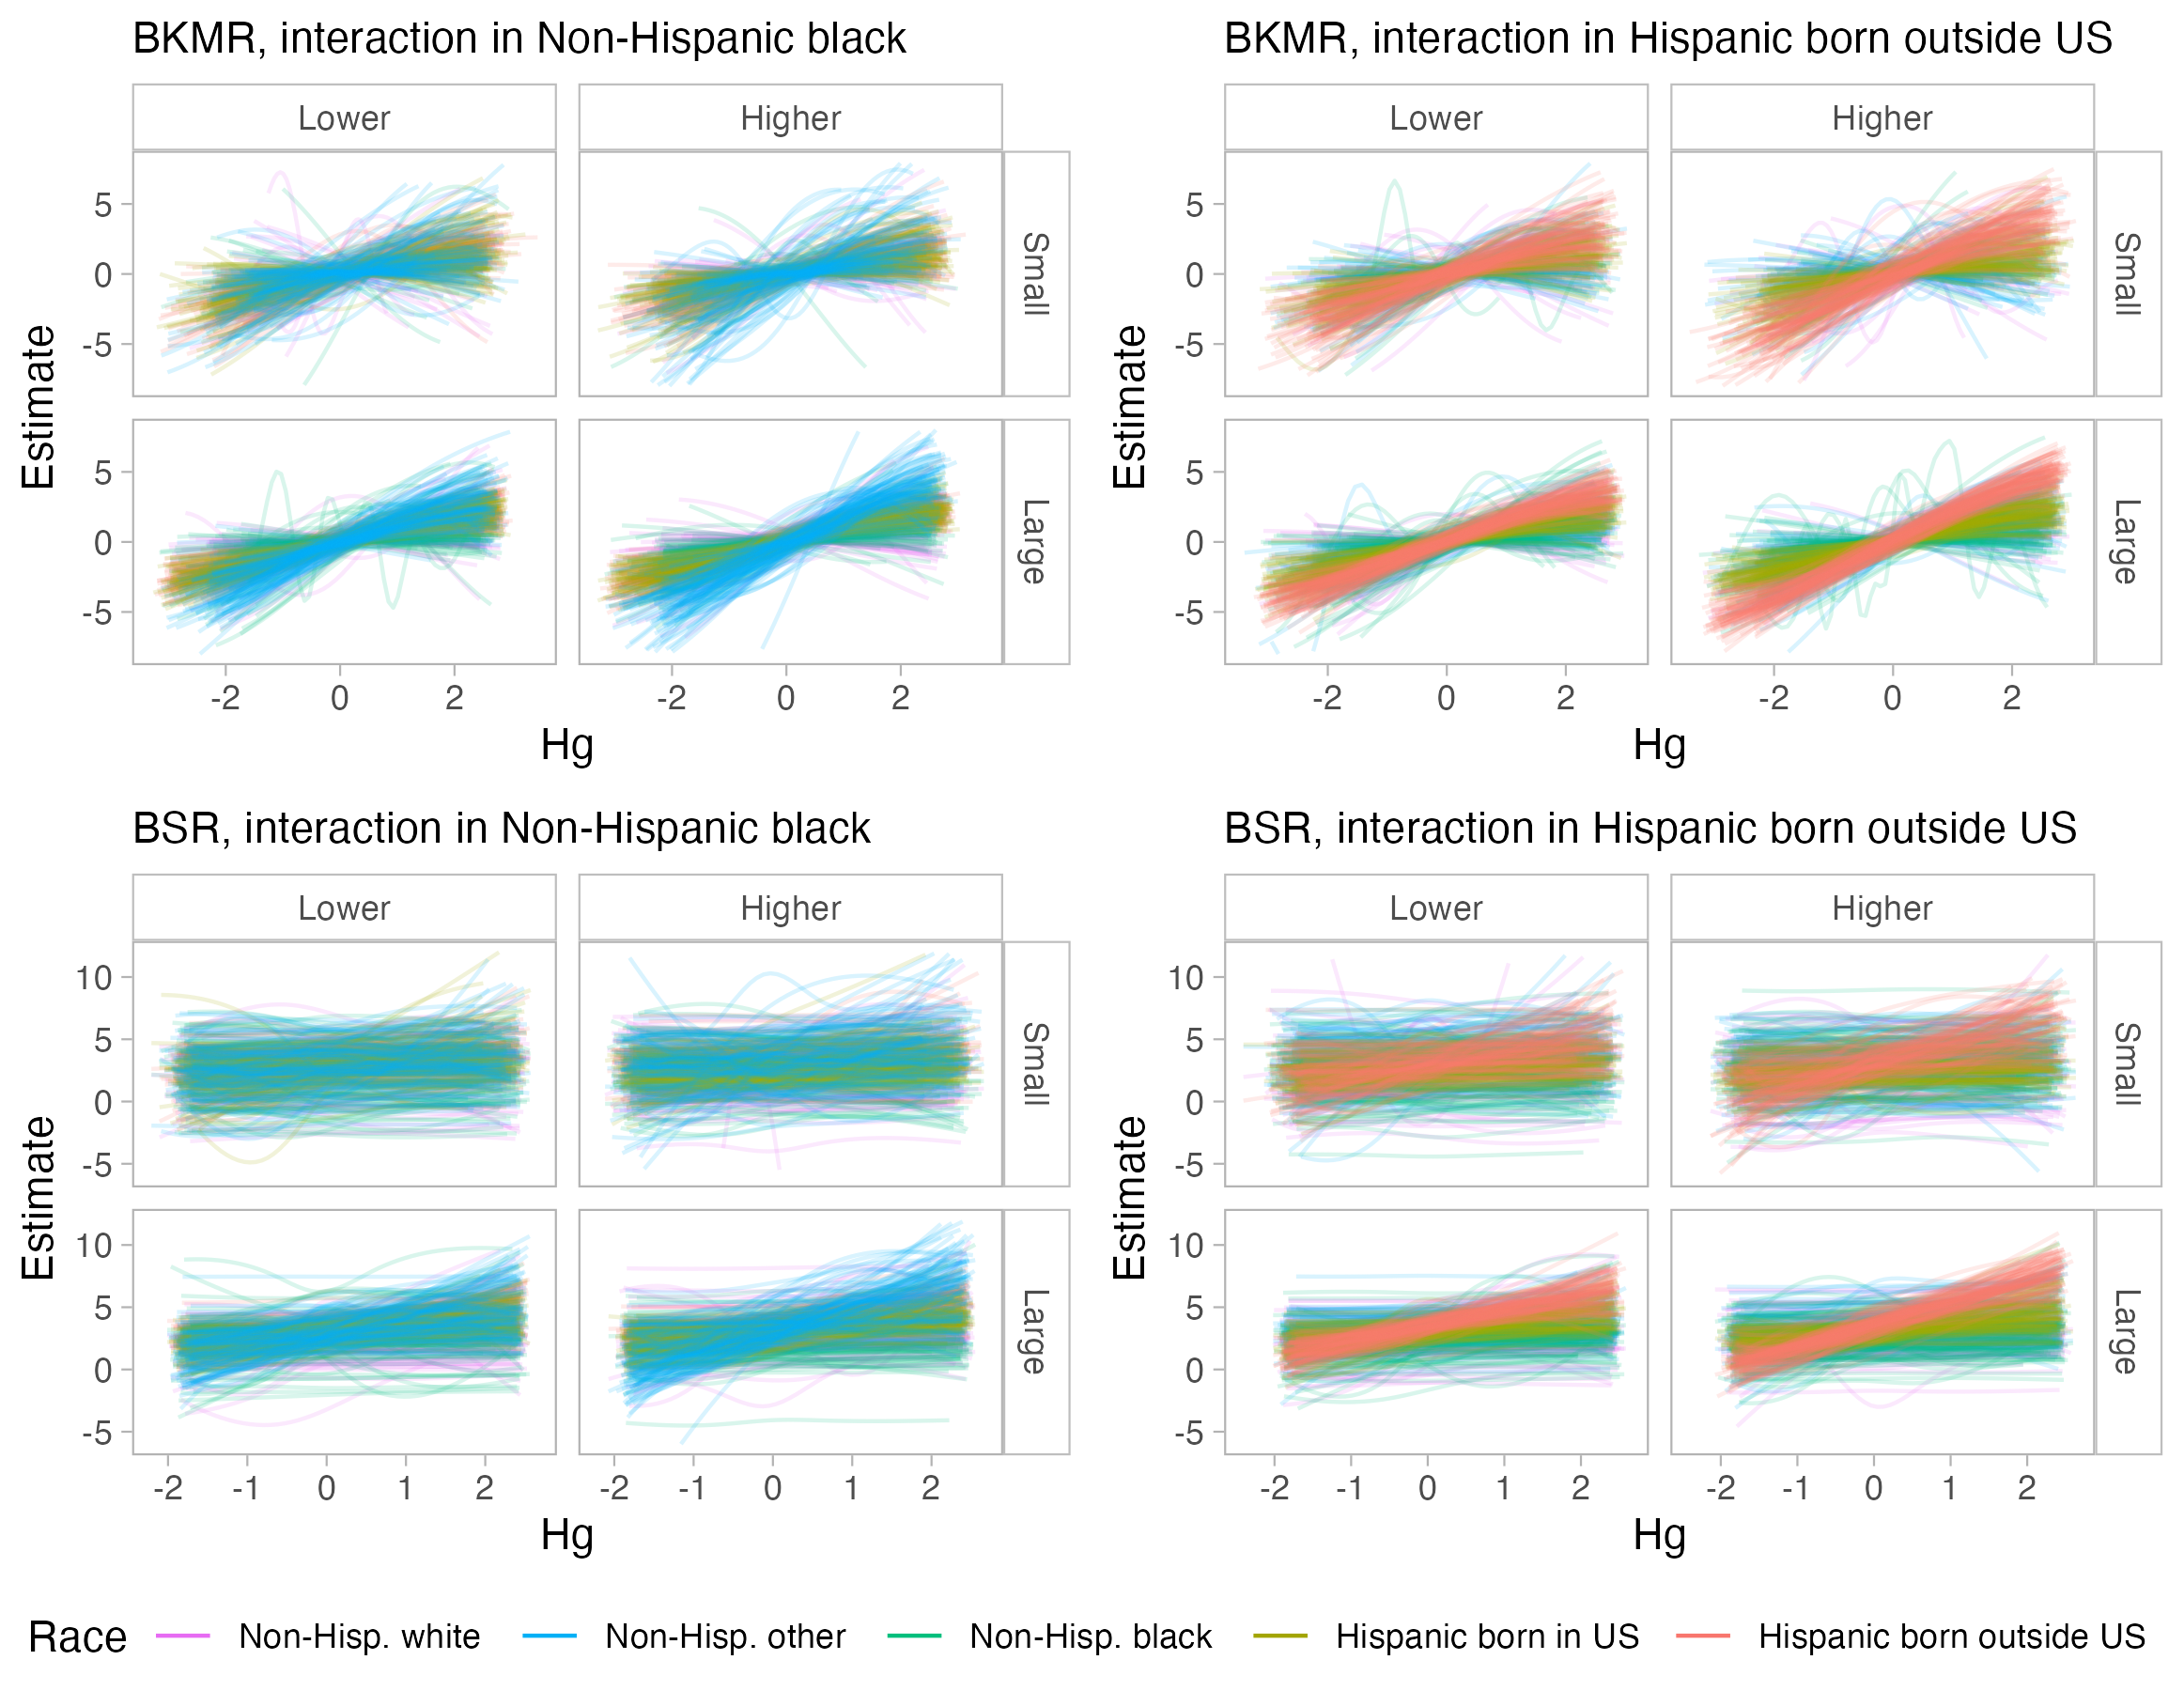 BKMR, interaction in Non-Hispanic black
Lower Higher
5
0
-5
Small
5
0
-5
Large
Estimate
-2 0 2 -2 0 2
Hg
BKMR, interaction in Hispanic born outside US
Lower Higher
5
0
-5
Small
5
0
-5
Large
Estimate
-2 0 2 -2 0 2
Hg
BSR, interaction in Non-Hispanic black
Lower Higher
10
5
0
-5
Small
10
5
0
-5
Large
Estimate
-2 -1 0 1 2 -2 -1 0 1 2
Hg
BSR, interaction in Hispanic born outside US
Lower Higher
10
5
0
-5
Small
10
5
0
-5
Large
Estimate
-2 -1 0 1 2 -2 -1 0 1 2
Hg
Race Non-Hisp. white Non-Hisp. other Non-Hisp. black Hispanic born in US Hispanic born outside US